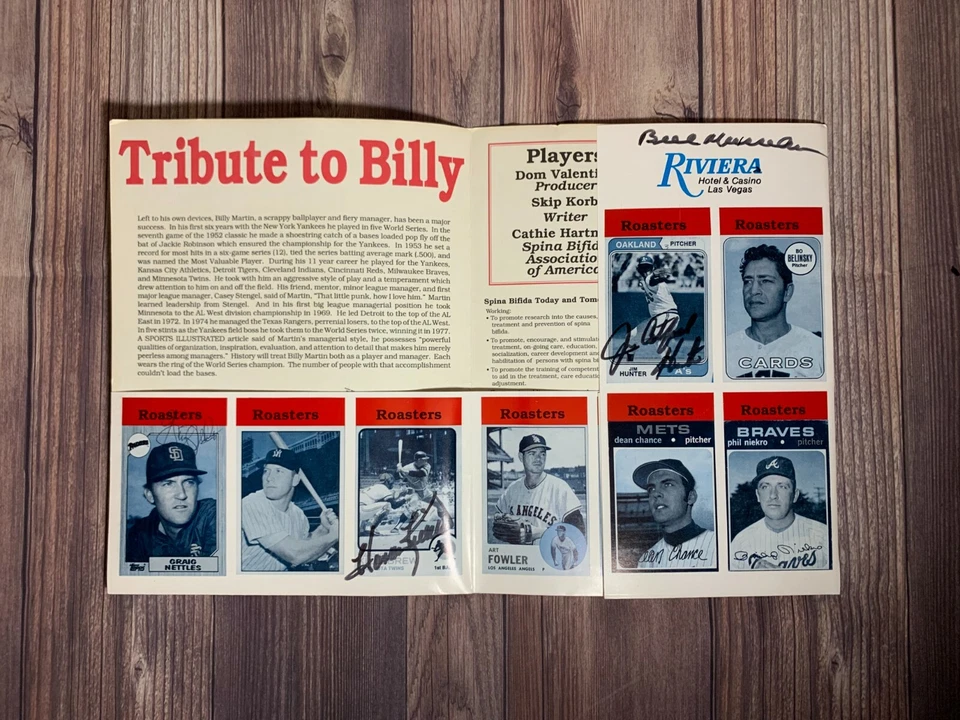 Tribute to Billy
Left to his own devices, Billy Martin, a scrappy ballplayer and fiery manager, has been a major
success. In his first six years with the New York Yankees he played in five World Series. In the
seventh game of the 1952 classic he made a shoestring catch of a bases loaded pop fly off the
bat of Jackie Robinson which ensured the championship for the Yankees. In 1953 he set a
record for most hits in a six-game series (12), tied the series batting average mark (.500), and
was named the Most Valuable Player. During his 11 year career he played for the Yankees,
Kansas City Athletics, Detroit Tigers, Cleveland Indians, Cincinnati Reds, Milwaukee Braves,
and Minnesota Twins. He took with him an aggressive style of play and a temperament which
drew attention to him on and off the field. His friend, mentor, minor league manager, and first
major league manager, Casey Stengel, said of Martin, "That little punk, how I love him." Martin
learned leadership from Stengel. And in his first big league managerial position he took
Minnesota to the AL West division championship in 1969. He led Detroit to the top of the AL
East in 1972. In 1974 he managed the Texas Rangers, perrenial losers, to the top of the AL West.
In five stints as the Yankees field boss he took them to the World Series twice, winning it in 1977.
A SPORTS ILLUSTRATED article said of Martin's managerial style, he possesses "powerful
qualities of organization, inspiration, evaluation, and attention to detail that makes him merely
peerless among managers." History will treat Billy Martin both as a player and manager. Each
wears the ring of the World Series champion. The number of people with that accomplishment
couldn't load the bases.
Players
Dom Valenti
Producer
Skip Korb
Writer
Cathie Hartn
Spina Bifid
Associatio
of America
Spina Bifida Today and Tomo
Working:
• To promote research into the causes,
treatment and prevention of spina
bifida.
• To promote, encourage, and stimulat
treatment, on-going care, education,
socialization, career development and
habilitation of persons with spina bi
• To promote the training of competent
to aid in the treatment, care education
adjustment.
RIVIERA
Hotel & Casino
Las Vegas
Roasters
OAKLAND PITCHER
Jim
Hunter
JIM
HUNTER
A'S
Roasters
BO
BELINSKY
Pitcher
CARDS
Roasters
Topps
GRAIG
NETTLES
Roasters
Roasters
Harmon
TWINS
1st B
Roasters
LOS ANGELES
ART
FOWLER
LOS ANGELES ANGELS P
Roasters
METS
dean chance • pitcher
Dean Chance
Roasters
BRAVES
phil niekro • pitcher
Braves